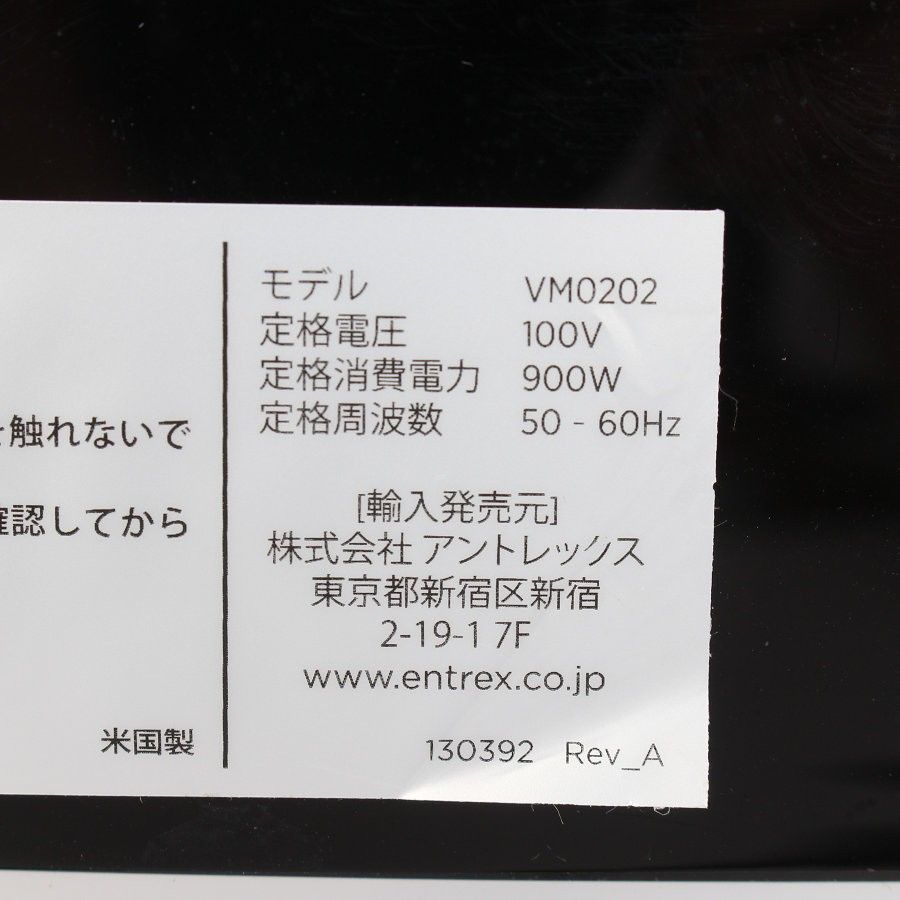 を触れないで
確認してから
米国製
モデル VM0202
定格電圧 100V
定格消費電力 900W
定格周波数 50 - 60Hz
[輸入発売元]
株式会社 アントレックス
東京都新宿区新宿
2-19-1 7F
www.entrex.co.jp
130392 Rev_A